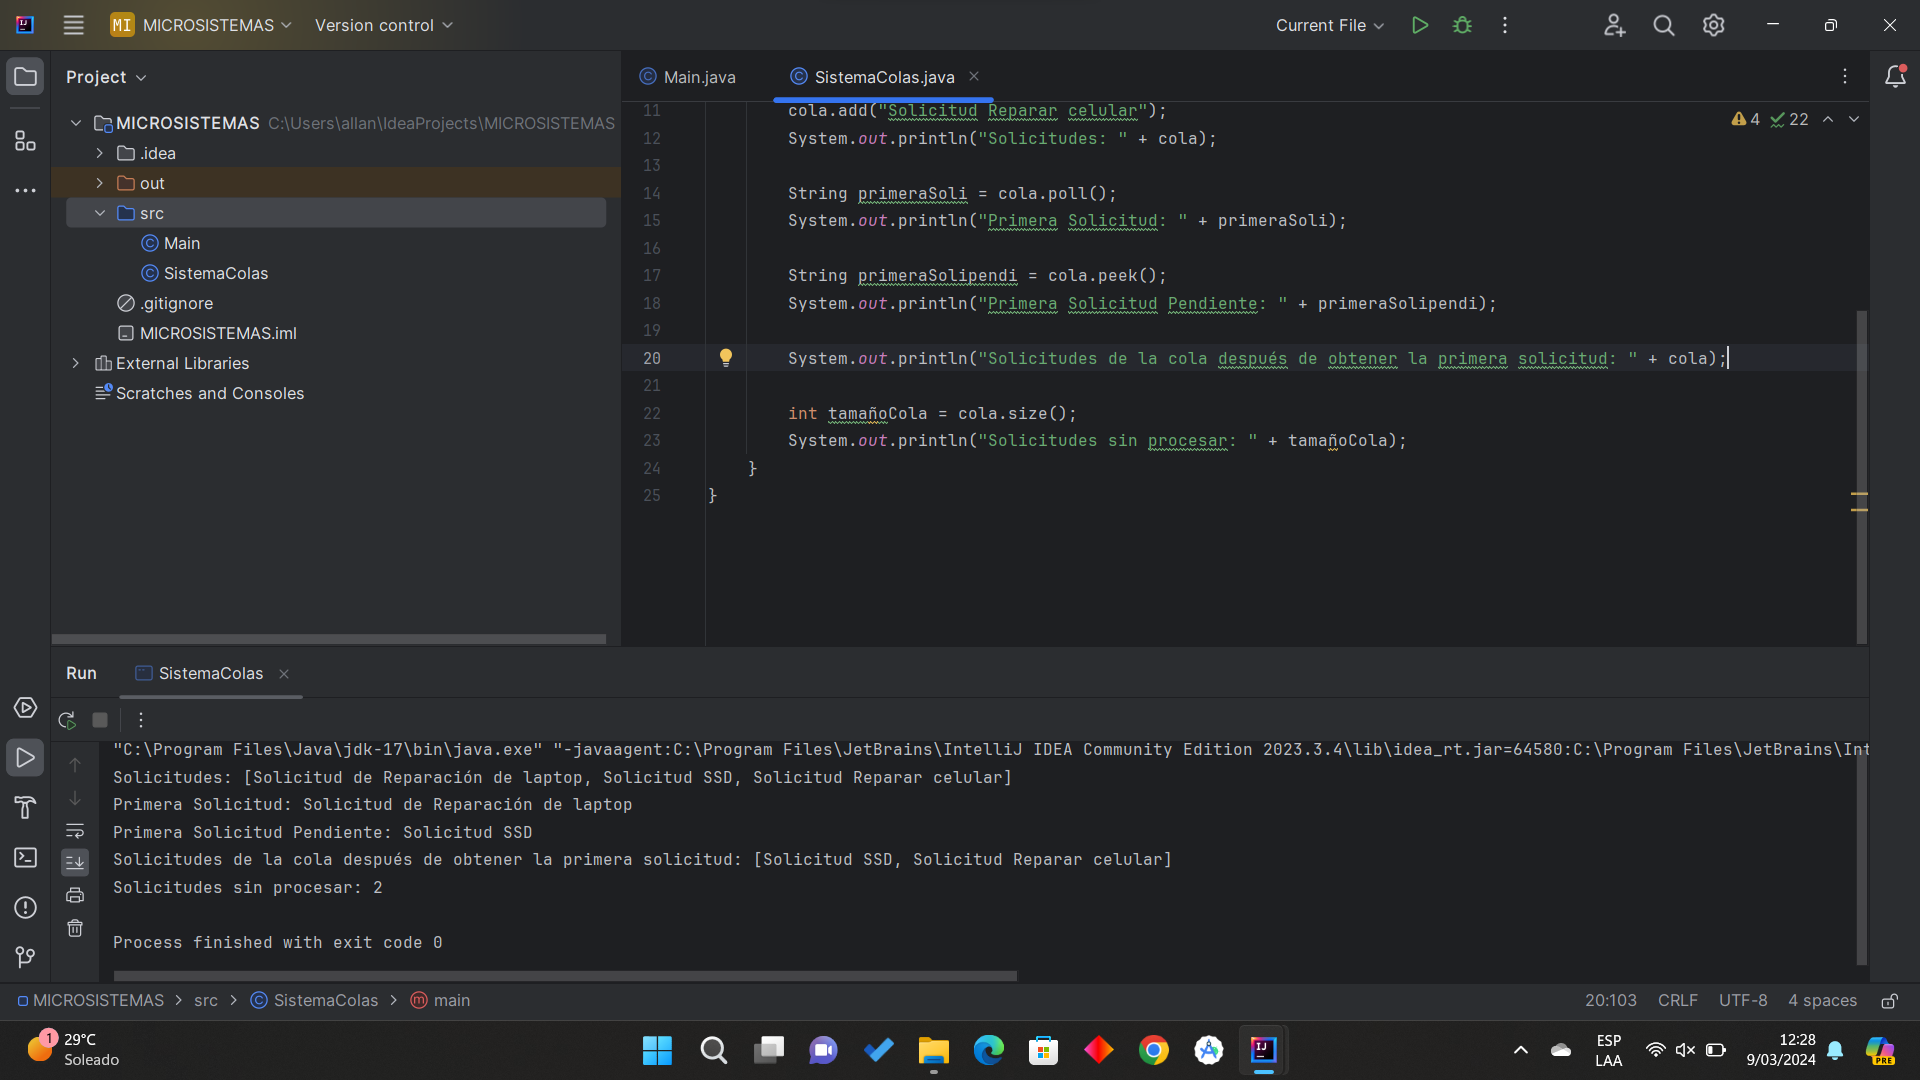 MI MICROSISTEMAS Version control Current File
Project
Main.java SistemaColas.java
MICROSISTEMAS C:\Users\allan\IdeaProjects\MICROSISTEMAS
.idea
out
src
Main
SistemaColas
.gitignore
MICROSISTEMAS.iml
External Libraries
Scratches and Consoles
4 22
11 cola.add("Solicitud Reparar celular");
12 System.out.println("Solicitudes: " + cola);
13
14 String primeraSoli = cola.poll();
15 System.out.println("Primera Solicitud: " + primeraSoli);
16
17 String primeraSolipendi = cola.peek();
18 System.out.println("Primera Solicitud Pendiente: " + primeraSolipendi);
19
20 System.out.println("Solicitudes de la cola después de obtener la primera solicitud: " + cola);
21
22 int tamañoCola = cola.size();
23 System.out.println("Solicitudes sin procesar: " + tamañoCola);
24 }
25 }
Run SistemaColas
"C:\Program Files\Java\jdk-17\bin\java.exe" "-javaagent:C:\Program Files\JetBrains\IntelliJ IDEA Community Edition 2023.3.4\lib\idea_rt.jar=64580:C:\Program Files\JetBrains\Int
Solicitudes: [Solicitud de Reparación de laptop, Solicitud SSD, Solicitud Reparar celular]
Primera Solicitud: Solicitud de Reparación de laptop
Primera Solicitud Pendiente: Solicitud SSD
Solicitudes de la cola después de obtener la primera solicitud: [Solicitud SSD, Solicitud Reparar celular]
Solicitudes sin procesar: 2
Process finished with exit code 0
MICROSISTEMAS > src > SistemaColas > main 20:103 CRLF UTF-8 4 spaces
1 29°C
Soleado
ESP
LAA
12:28
9/03/2024
PRE